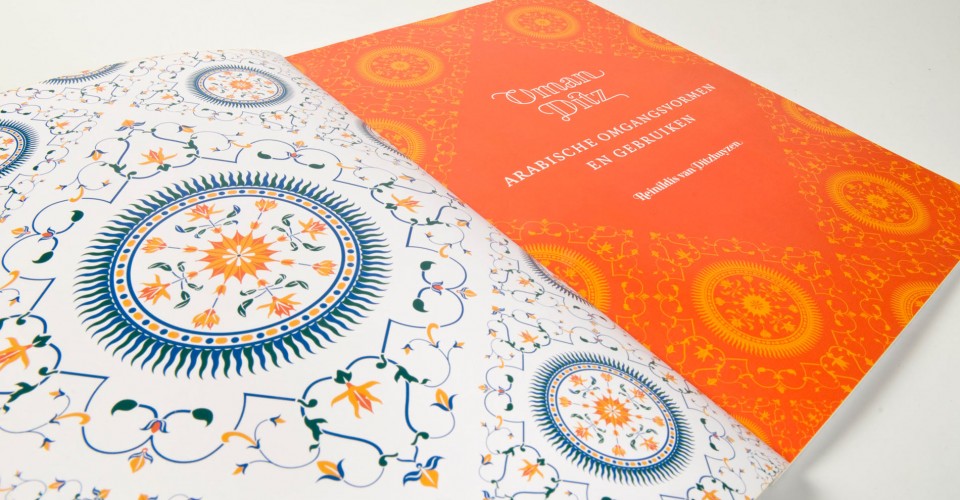 Oman
Ditz
ARABISCHE OMGANGSVORMEN
EN GEBRUIKEN
Reinildis van Ditzhuyzen.